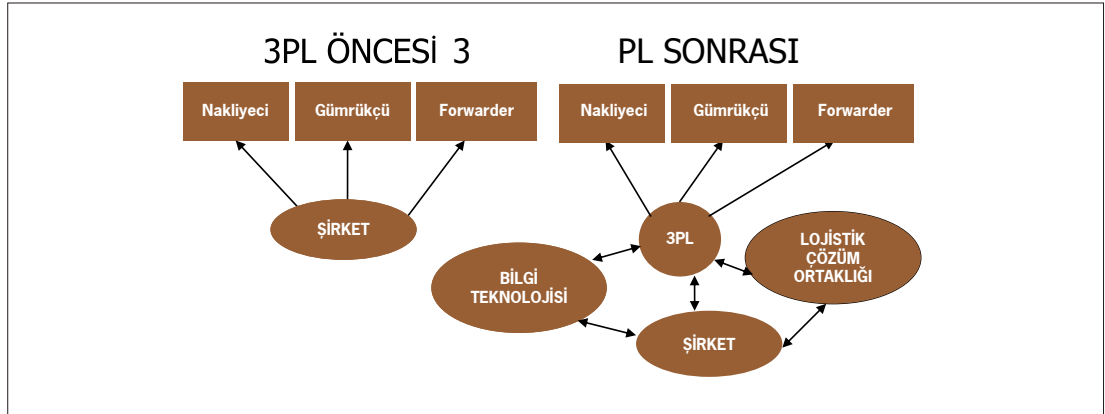 3PL ÖNCESİ 3 PL SONRASI
Nakliyeci Gümrükçü Forwarder Nakliyeci Gümrükçü Forwarder
ŞİRKET
3PL
LOJİSTİK
ÇÖZÜM
ORTAKLIĞI
BİLGİ
TEKNOLOJİSİ
ŞİRKET